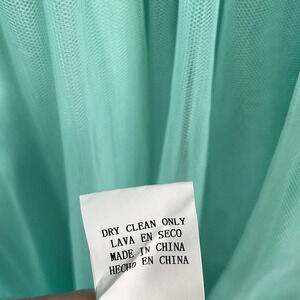 DRY CLEAN ONLY
LAVA EN SECO
MADE IN CHINA
HECHO EN CHINA